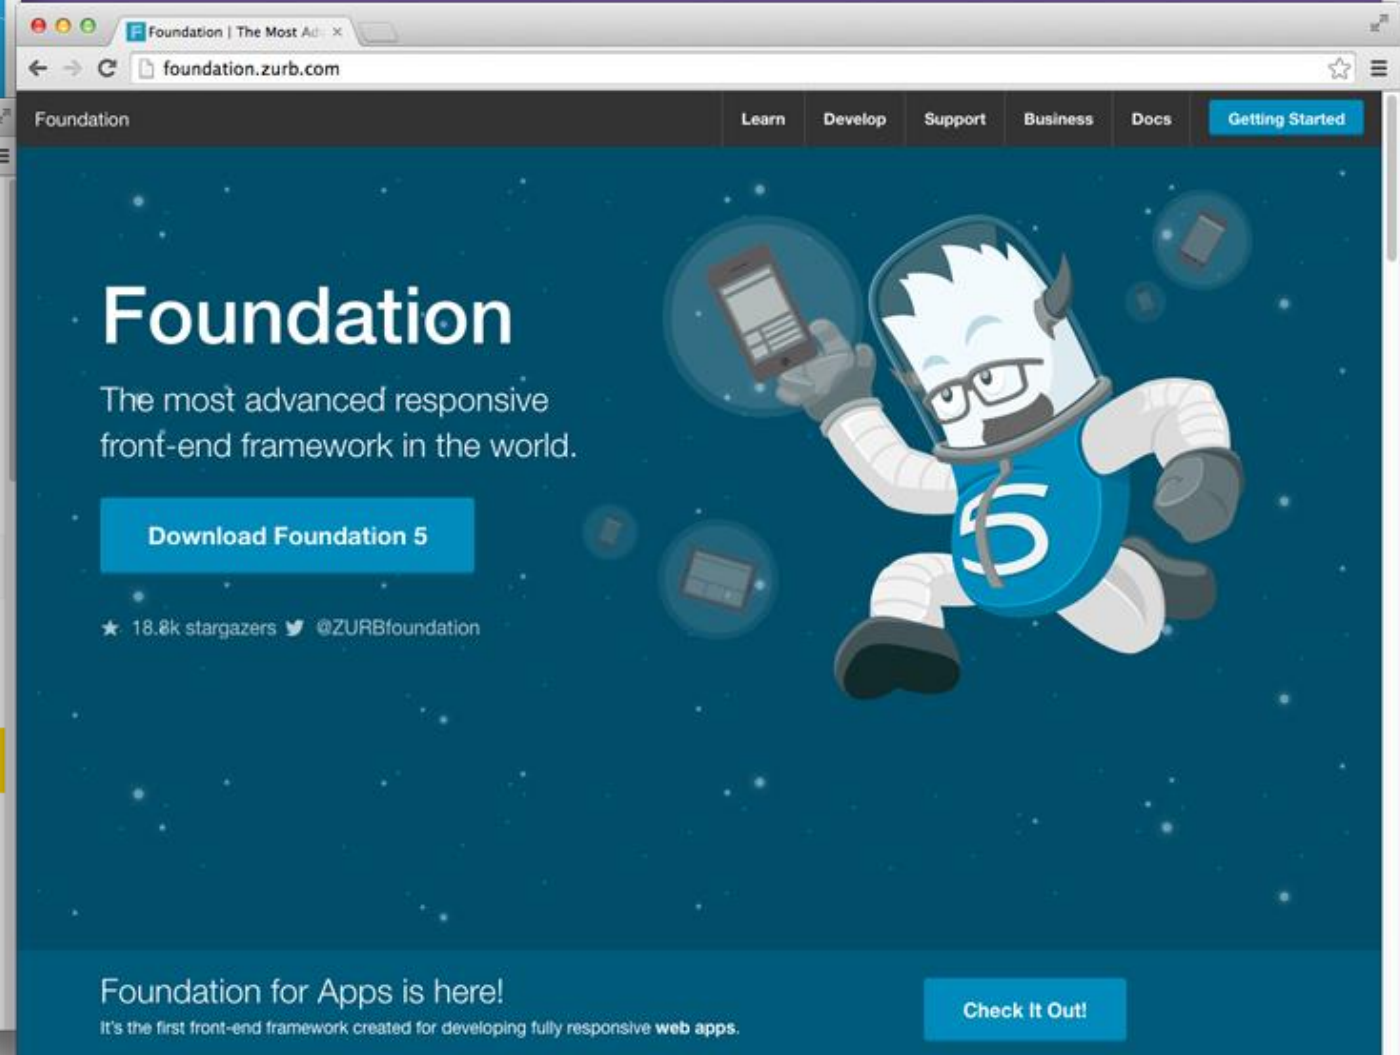 Foundation | The Most Ad
foundation.zurb.com
Foundation
Learn
Develop
Support
Business
Docs
Getting Started
Foundation
The most advanced responsive
front-end framework in the world.
Download Foundation 5
18.8k stargazers @ZURBfoundation
5
Foundation for Apps is here!
Check It Out!
It's the first front-end framework created for developing fully responsive web apps.